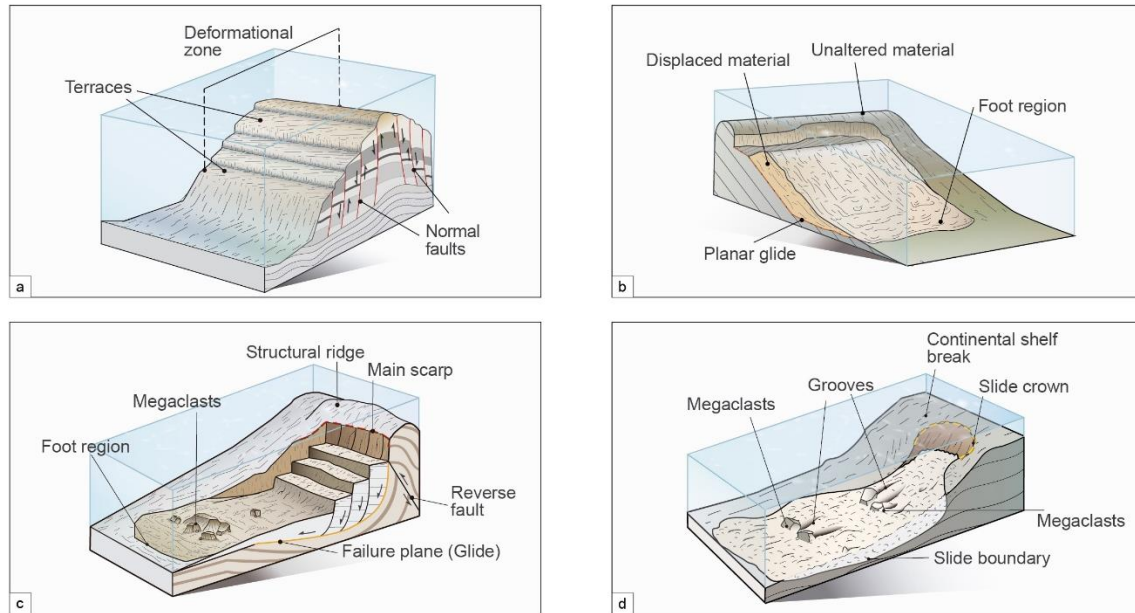 Deformational
zone
Terraces
Normal
faults
a
Unaltered material
Displaced material
Foot region
Planar glide
b
Structural ridge
Main scarp
Megaclasts
Foot region
Reverse
fault
Failure plane (Glide)
c
Continental shelf
break
Grooves
Slide crown
Megaclasts
Megaclasts
Slide boundary
d